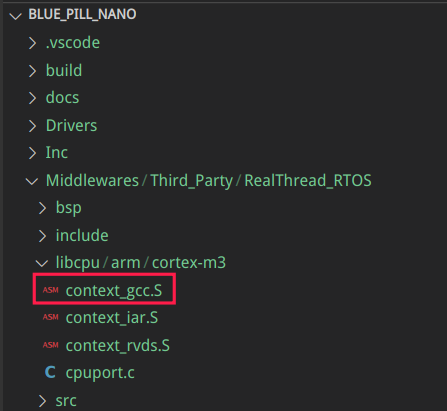 BLUE_PILL_NANO
.vscode
build
docs
Drivers
Inc
Middlewares / Third_Party / RealThread_RTOS
bsp
include
libcpu / arm / cortex-m3
ASM context_gcc.S
ASM context_iar.S
ASM context_rvds.S
C cpuport.c
src